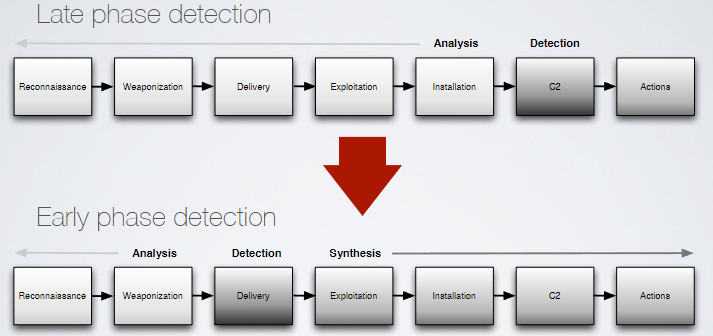 Late phase detection
Analysis Detection
Reconnaissance Weaponization Delivery Exploitation Installation C2 Actions
Early phase detection
Analysis Detection Synthesis
Reconnaissance Weaponization Delivery Exploitation Installation C2 Actions